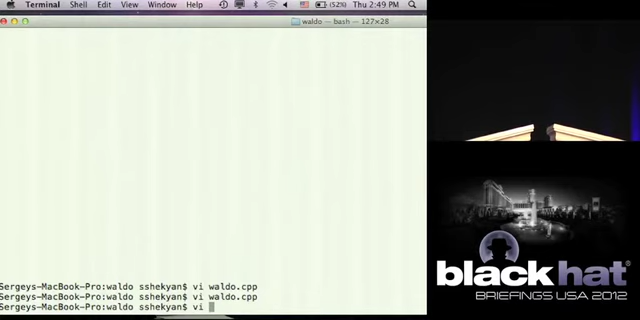 Terminal Shell Edit View Window Help (52%) Thu 2:49 PM
waldo — bash — 127×28
Sergeys-MacBook-Pro:waldo sshekyan$ vi waldo.cpp
Sergeys-MacBook-Pro:waldo sshekyan$ vi waldo.cpp
Sergeys-MacBook-Pro:waldo sshekyan$ vi
black hat®
BRIEFINGS USA 2012